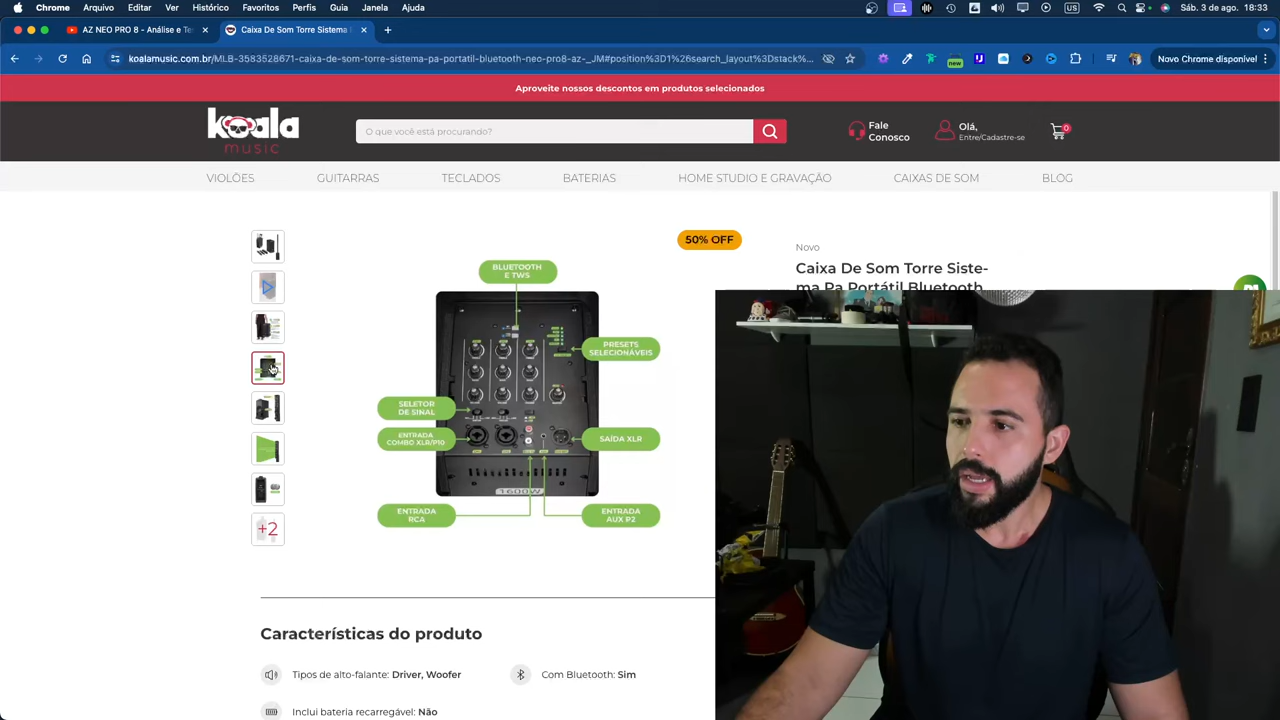 Chrome Arquivo Editar Ver Histórico Favoritos Perfis Guia Janela Ajuda
US Sáb. 3 de ago. 18:33
AZ NEO PRO 8 - Análise e Te
Caixa De Som Torre Sistema P
koalamusic.com.br/MLB-3583528671-caixa-de-som-torre-sistema-pa-portatil-bluetooth-neo-pro8-az-_JM#position%3D1%26search_layout%3Dstack%...
new
Novo Chrome disponível
Aproveite nossos descontos em produtos selecionados
koala
music
O que você está procurando?
Fale
Conosco
Olá,
Entre/Cadastre-se
0
VIOLÕES
GUITARRAS
TECLADOS
BATERIAS
HOME STUDIO E GRAVAÇÃO
CAIXAS DE SOM
BLOG
50% OFF
Novo
Caixa De Som Torre Siste-
ma Pa Portátil Bluetooth
BLUETOOTH
E TWS
PRESETS
SELECIONÁVEIS
SELETOR
DE SINAL
ENTRADA
COMBO XLR/P10
SAÍDA XLR
1600W
ENTRADA
RCA
ENTRADA
AUX P2
+2
Características do produto
Tipos de alto-falante: Driver, Woofer
Com Bluetooth: Sim
Inclui bateria recarregável: Não